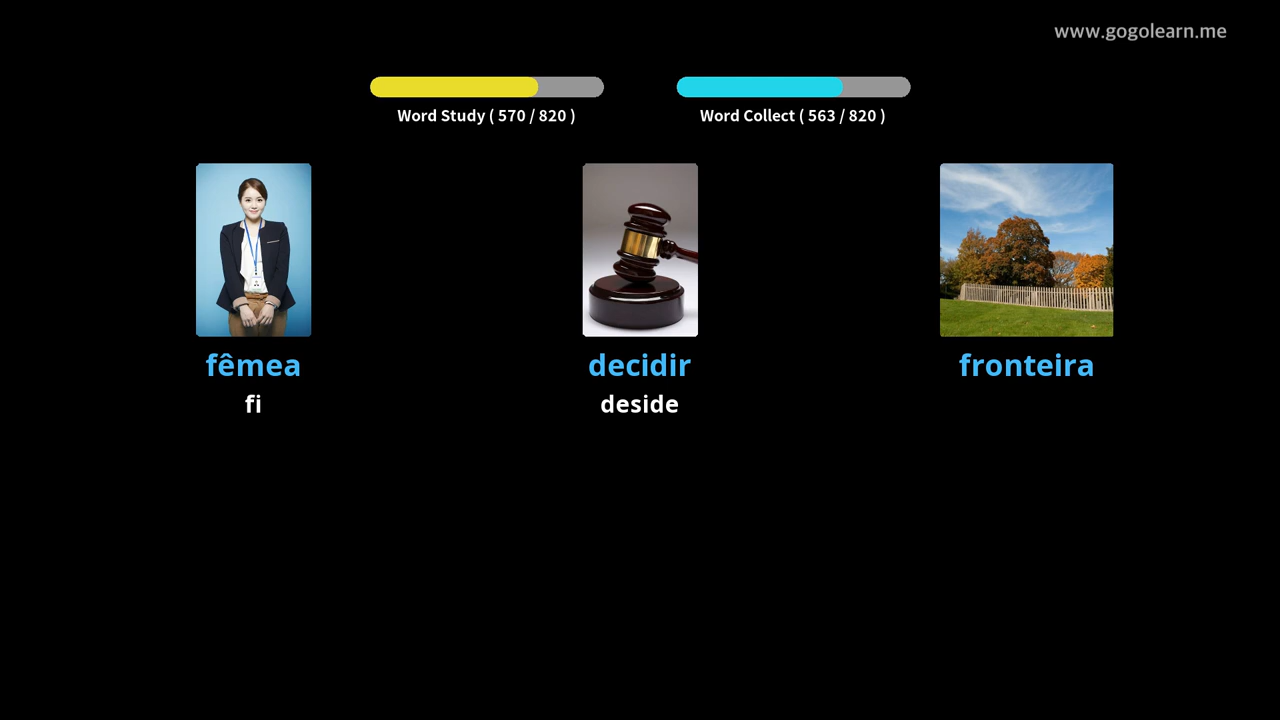 www.gogolearn.me
Word Study ( 570 / 820 )
Word Collect ( 563 / 820 )
fêmea
decidir
fronteira
fi
deside